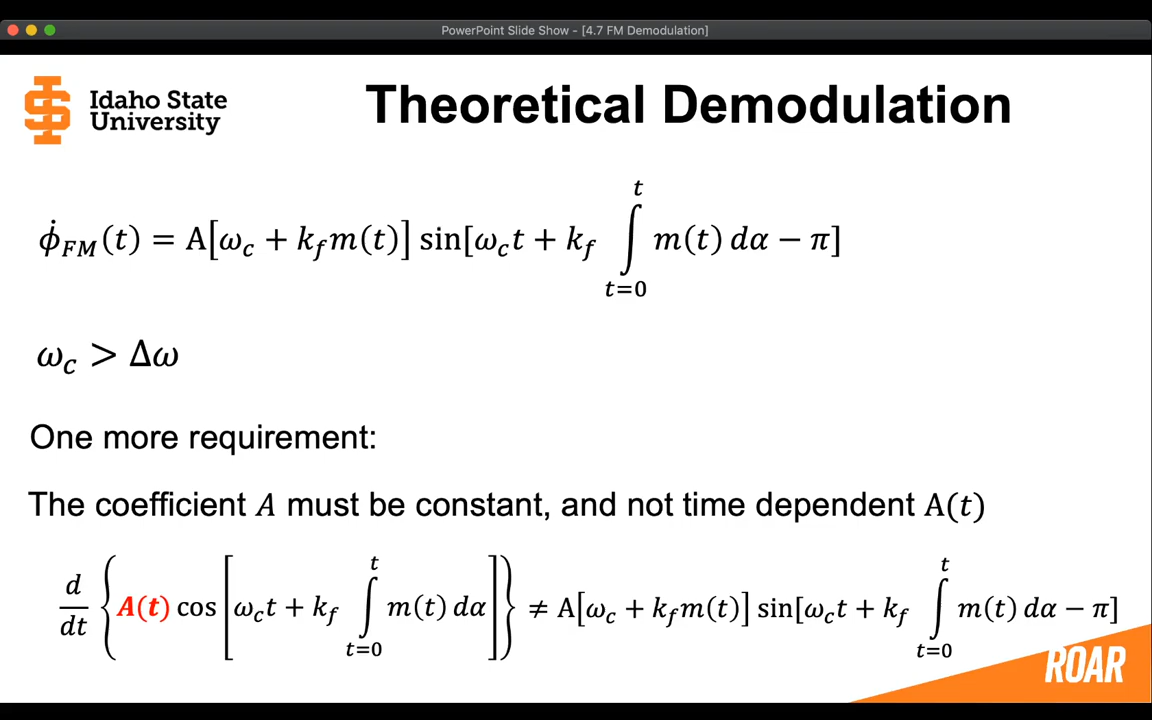 PowerPoint Slide Show - [4.7 FM Demodulation]
Idaho State
University
Theoretical Demodulation
ϕ̇_FM(t) = A[ω_c + k_f m(t)] sin[ω_c t + k_f ∫_{t=0}^{t} m(t) dα − π]
ω_c > Δω
One more requirement:
The coefficient A must be constant, and not time dependent A(t)
d/dt {A(t) cos [ω_c t + k_f ∫_{t=0}^{t} m(t) dα]} ≠ A[ω_c + k_f m(t)] sin[ω_c t + k_f ∫_{t=0}^{t} m(t) dα − π]
ROAR